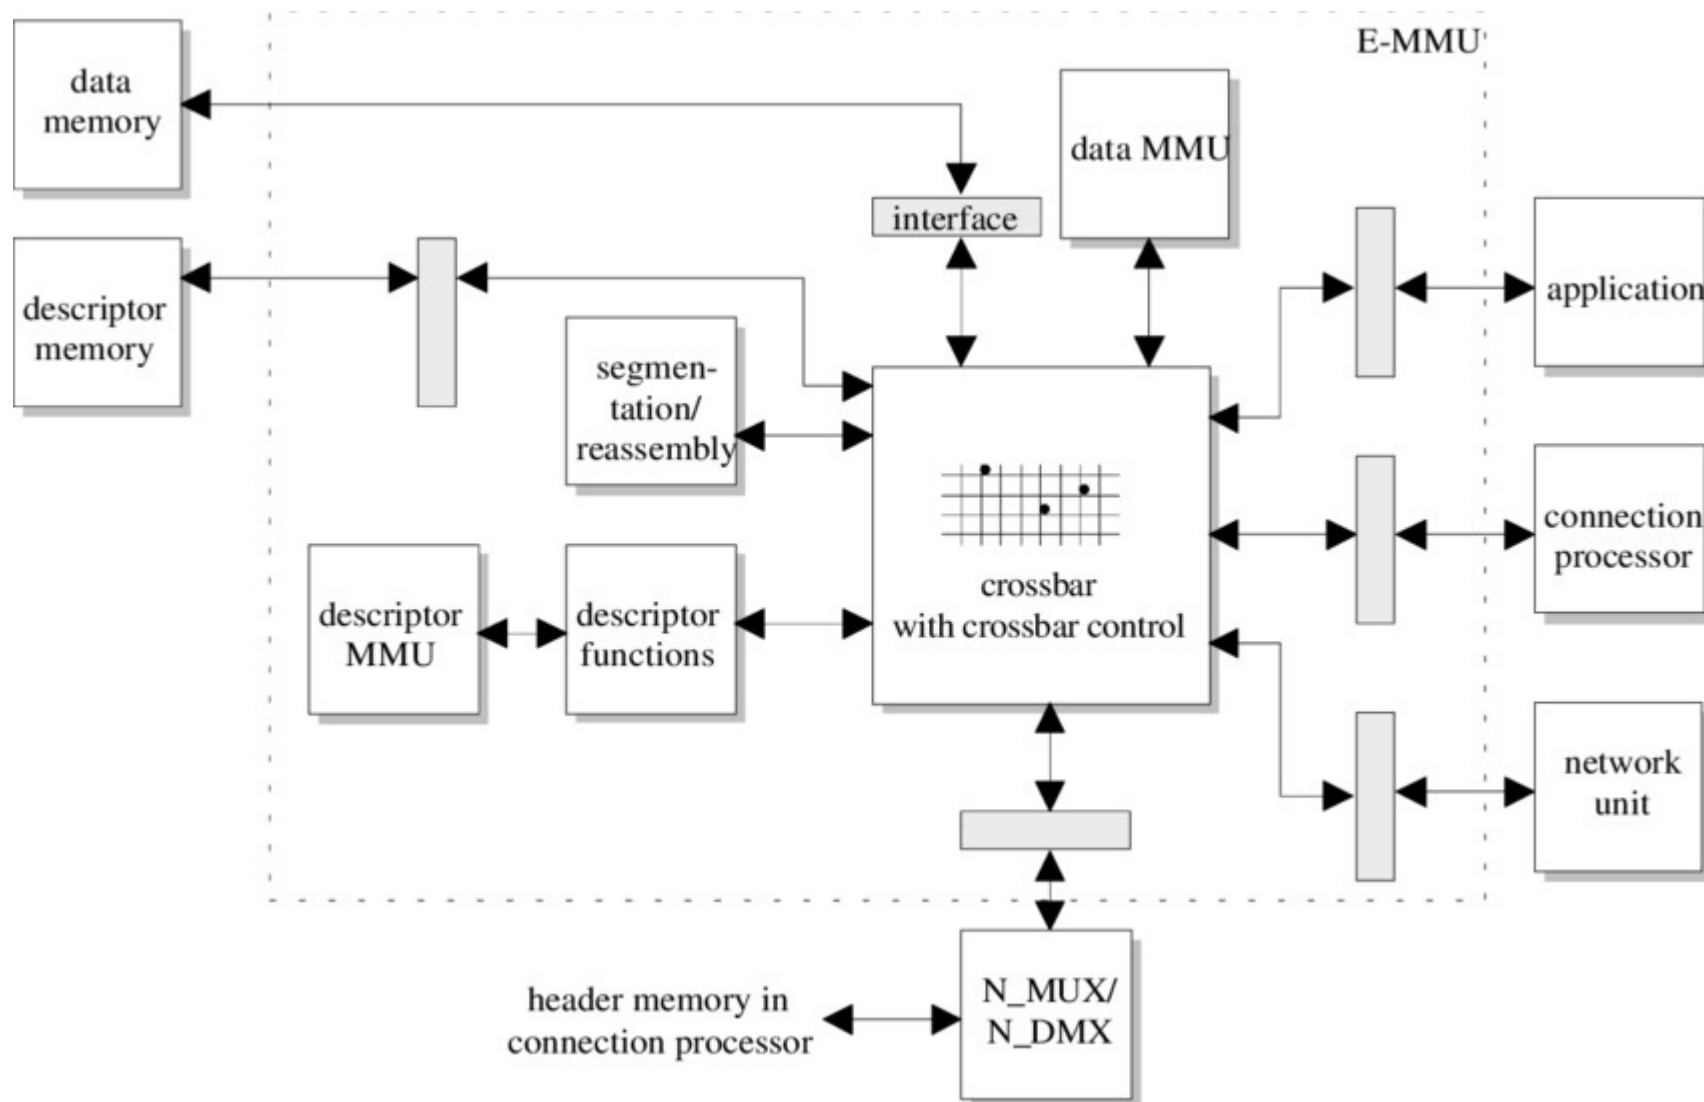 E-MMU
data
memory
data MMU
interface
descriptor
memory
application
segmen-
tation/
reassembly
connection
processor
crossbar
with crossbar control
descriptor
MMU
descriptor
functions
network
unit
header memory in
connection processor
N_MUX/
N_DMX